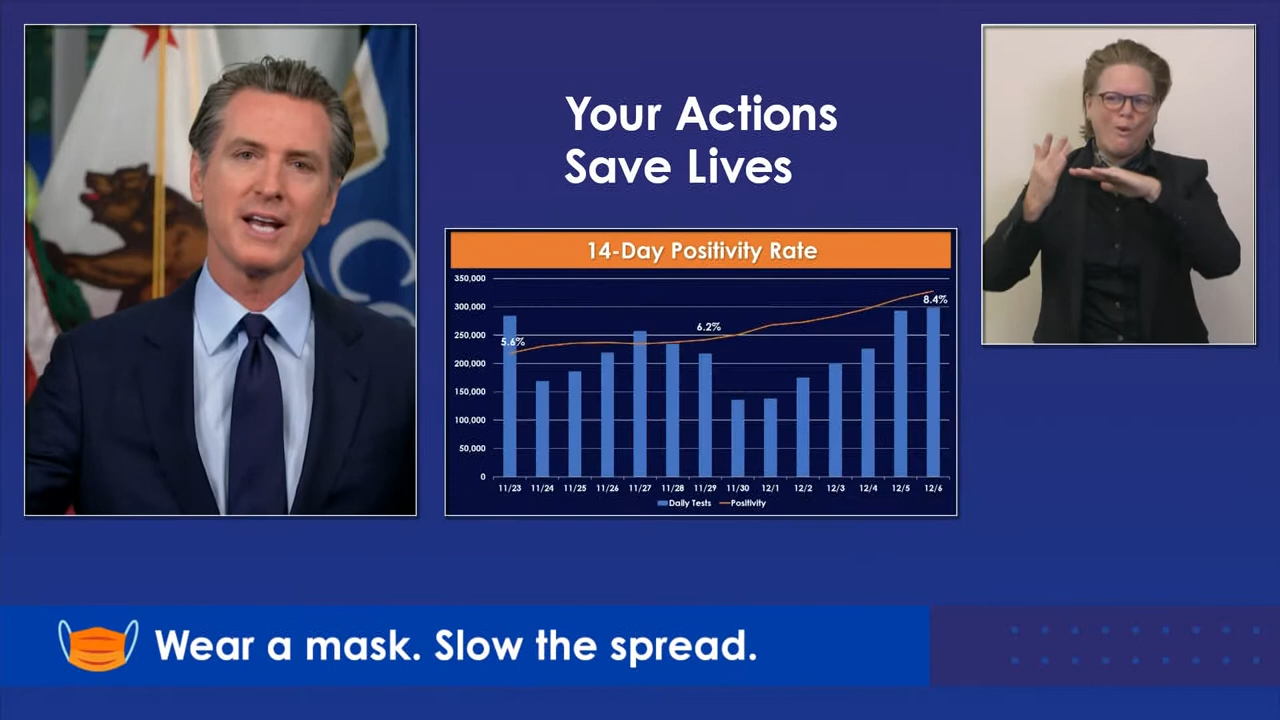 Your Actions
Save Lives
14-Day Positivity Rate
350,000
300,000
250,000
200,000
150,000
100,000
50,000
0
5.6%
6.2%
8.4%
11/23 11/24 11/25 11/26 11/27 11/28 11/29 11/30 12/1 12/2 12/3 12/4 12/5 12/6
Daily Tests Positivity
Wear a mask. Slow the spread.